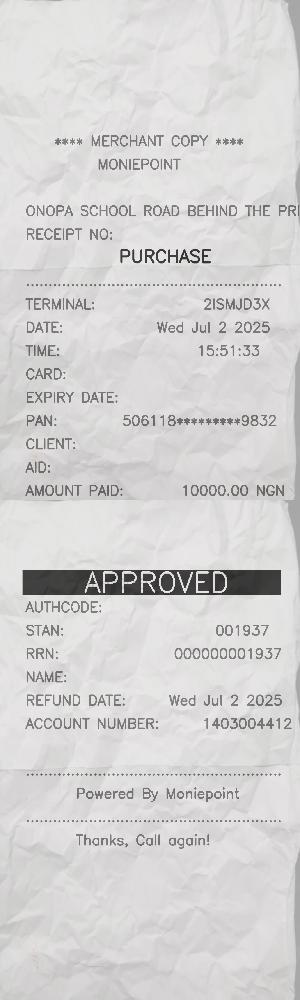 **** MERCHANT COPY ****
MONIEPOINT
ONOPA SCHOOL ROAD BEHIND THE
RECEIPT NO:
PURCHASE
TERMINAL: 2ISMJD3X
DATE: Wed Jul 2 2025
TIME: 15:51:33
CARD:
EXPIRY DATE:
PAN: 506118*********9832
CLIENT:
AID:
AMOUNT PAID: 10000.00 NGN
APPROVED
AUTHCODE:
STAN: 001937
RRN: 000000001937
NAME:
REFUND DATE: Wed Jul 2 2025
ACCOUNT NUMBER: 1403004412
Powered By Moniepoint
Thanks, Call again!